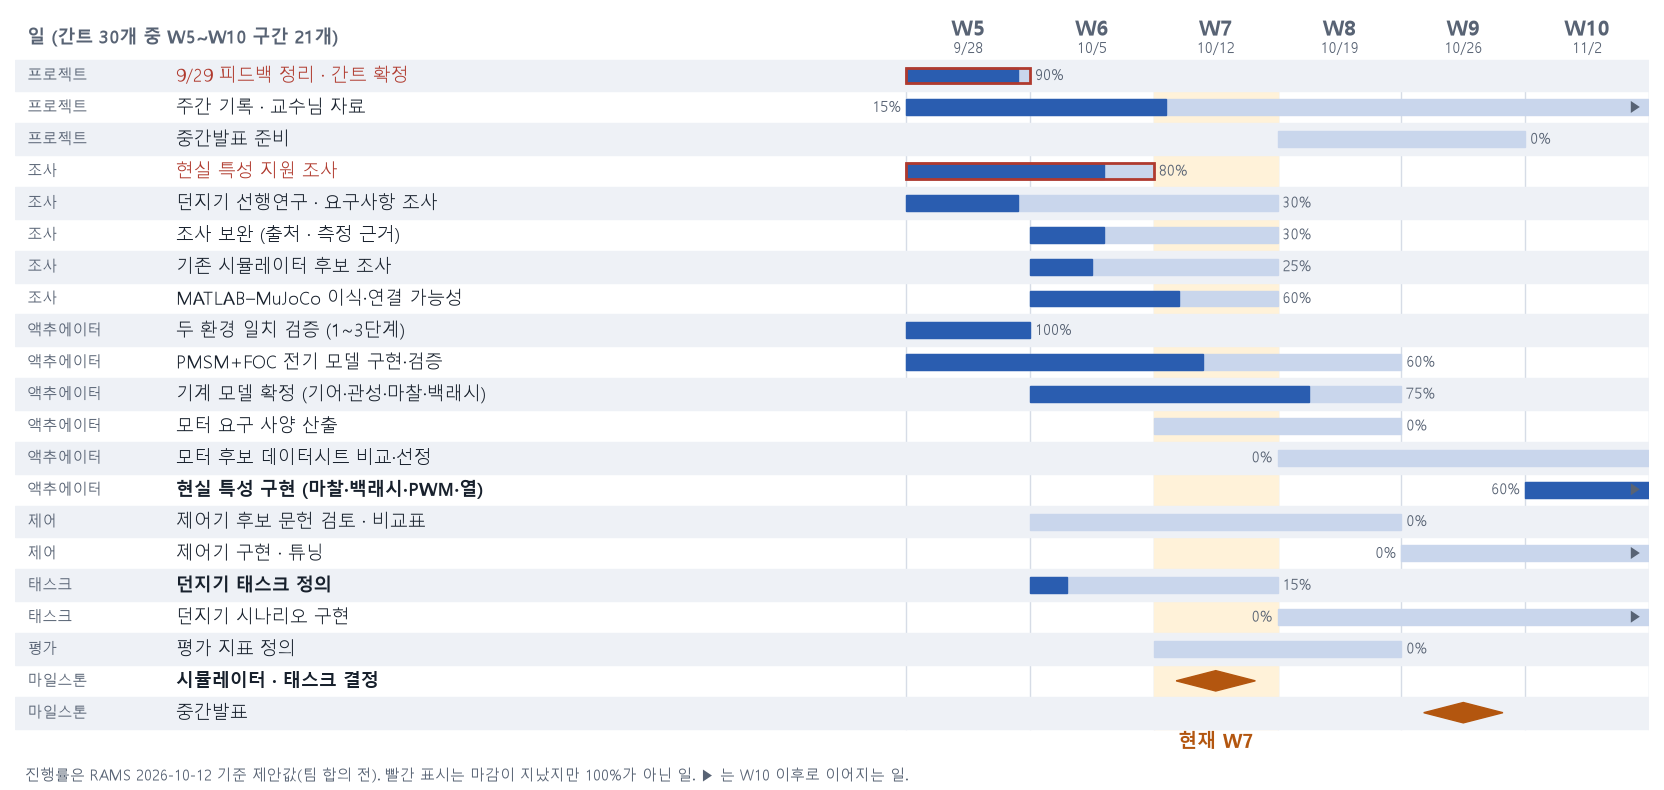 일 (간트 30개 중 W5~W10 구간 21개)
W5 W6 W7 W8 W9 W10
9/28 10/5 10/12 10/19 10/26 11/2
프로젝트 9/29 피드백 정리 · 간트 확정 90%
프로젝트 주간 기록 · 교수님 자료 15% ▶
프로젝트 중간발표 준비 0%
조사 현실 특성 지원 조사 80%
조사 던지기 선행연구 · 요구사항 조사 30%
조사 조사 보완 (출처 · 측정 근거) 30%
조사 기존 시뮬레이터 후보 조사 25%
조사 MATLAB–MuJoCo 이식·연결 가능성 60%
액추에이터 두 환경 일치 검증 (1~3단계) 100%
액추에이터 PMSM+FOC 전기 모델 구현·검증 60%
액추에이터 기계 모델 확정 (기어·관성·마찰·백래시) 75%
액추에이터 모터 요구 사양 산출 0%
액추에이터 모터 후보 데이터시트 비교·선정 0%
액추에이터 현실 특성 구현 (마찰·백래시·PWM·열) 60% ▶
제어 제어기 후보 문헌 검토 · 비교표 0%
제어 제어기 구현 · 튜닝 0% ▶
태스크 던지기 태스크 정의 15%
태스크 던지기 시나리오 구현 0% ▶
평가 평가 지표 정의 0%
마일스톤 시뮬레이터 · 태스크 결정
마일스톤 중간발표
현재 W7
진행률은 RAMS 2026-10-12 기준 제안값(팀 합의 전). 빨간 표시는 마감이 지났지만 100%가 아닌 일. ▶ 는 W10 이후로 이어지는 일.